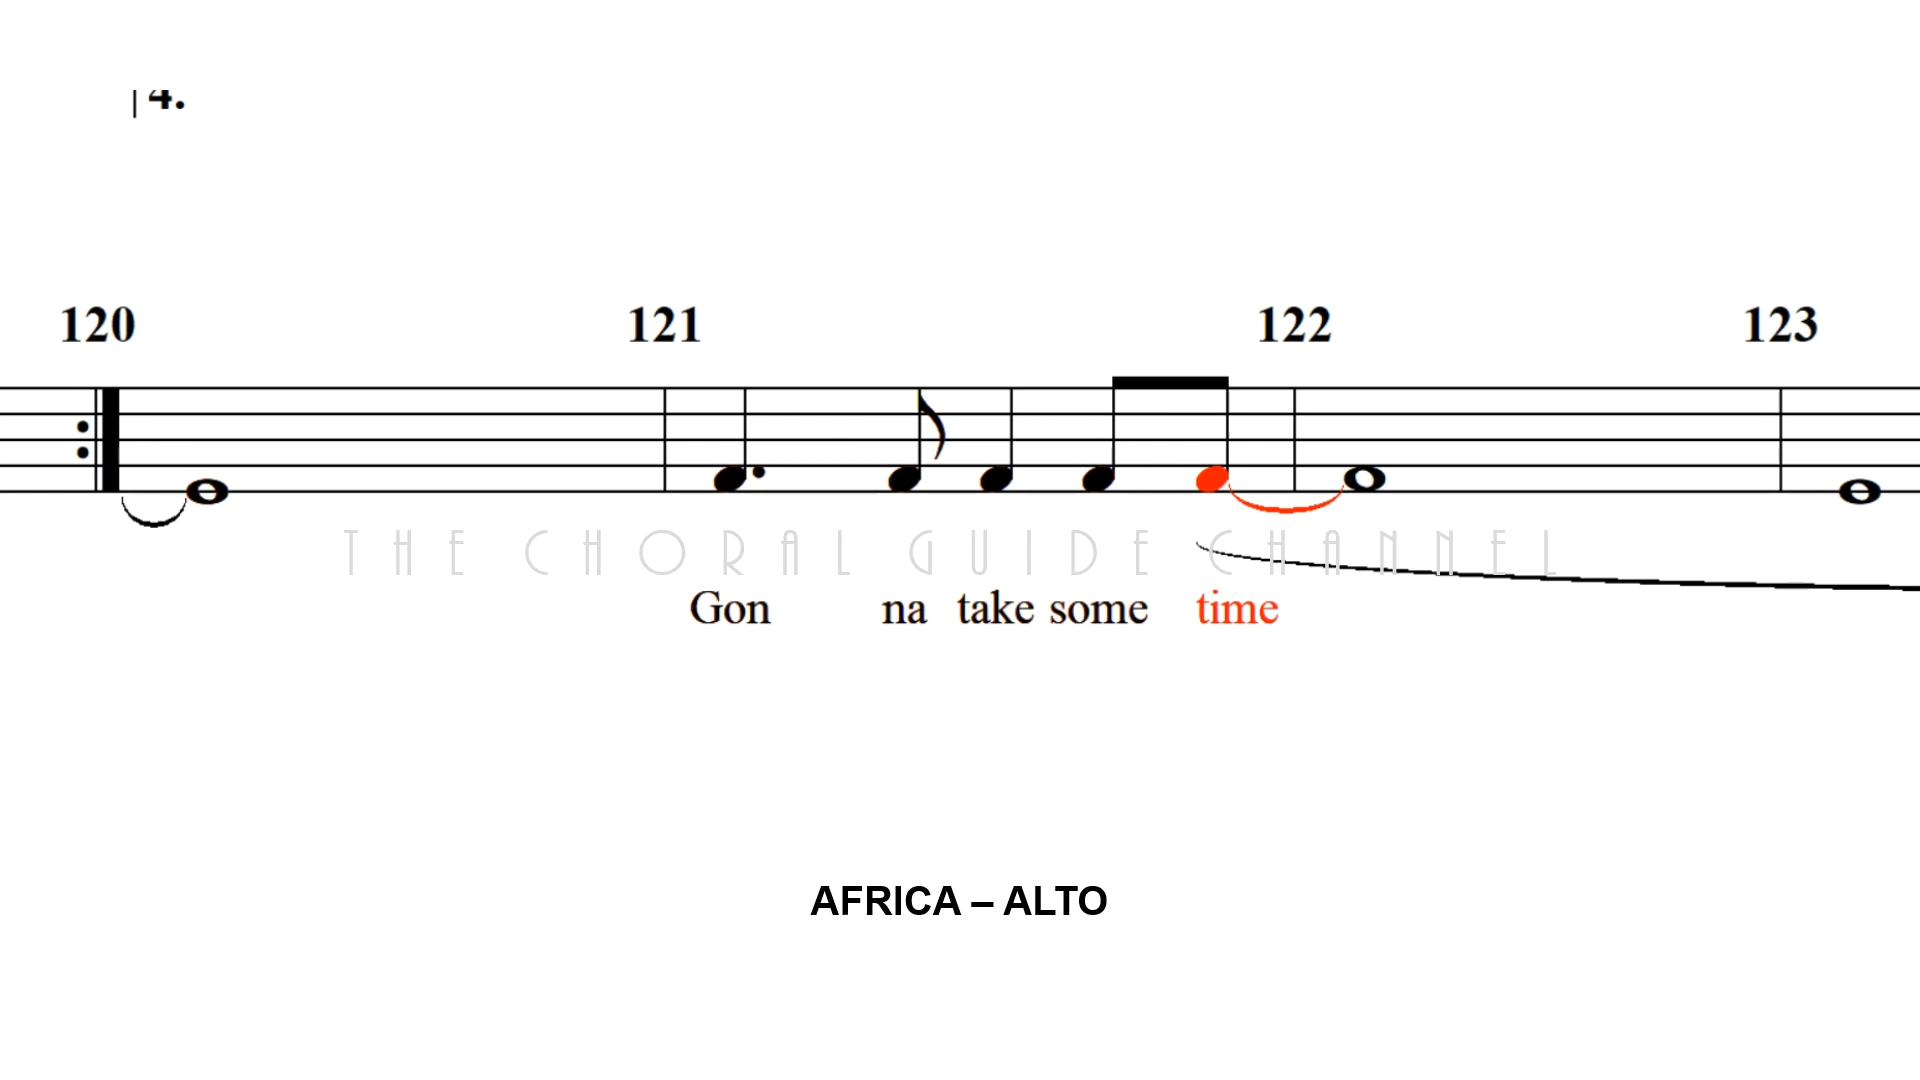 4.
120 121 122 123
THE CHORAL GUIDE CHANNEL
Gon na take some time
AFRICA – ALTO